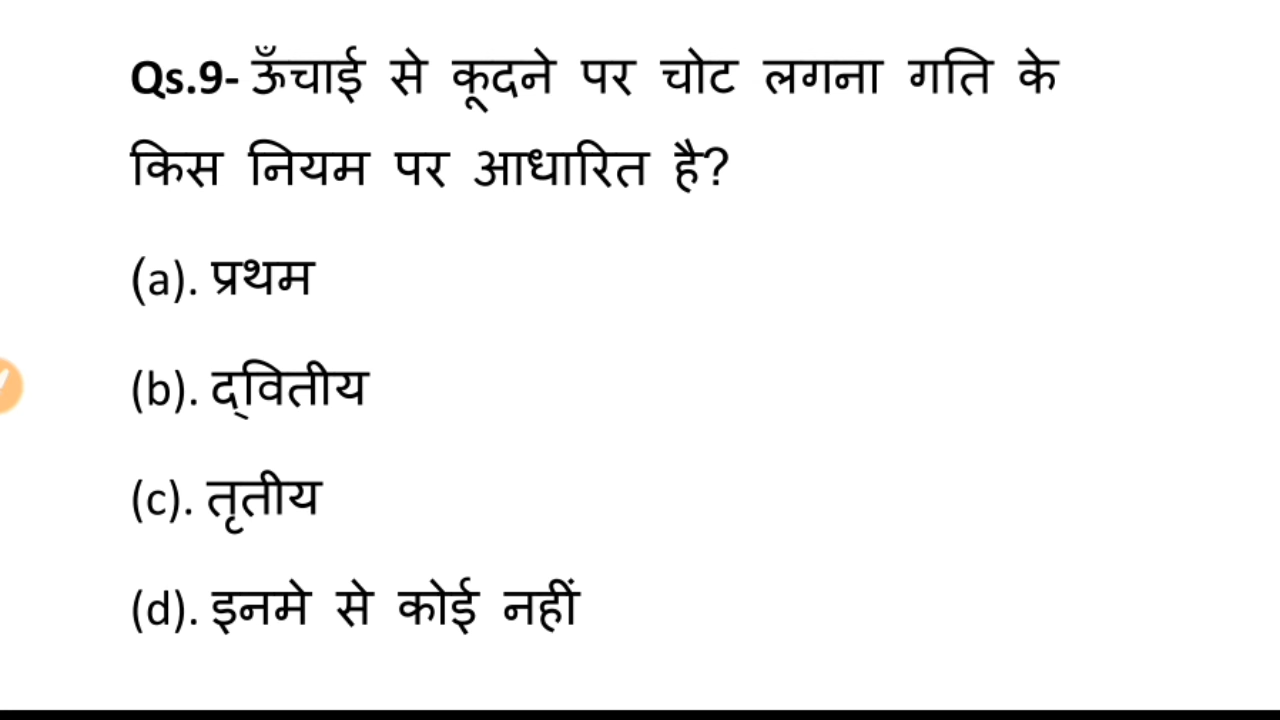 Qs.9- ऊँचाई से कूदने पर चोट लगना गति के
किस नियम पर आधारित है?
(a). प्रथम
(b). द्वितीय
(c). तृतीय
(d). इनमे से कोई नहीं